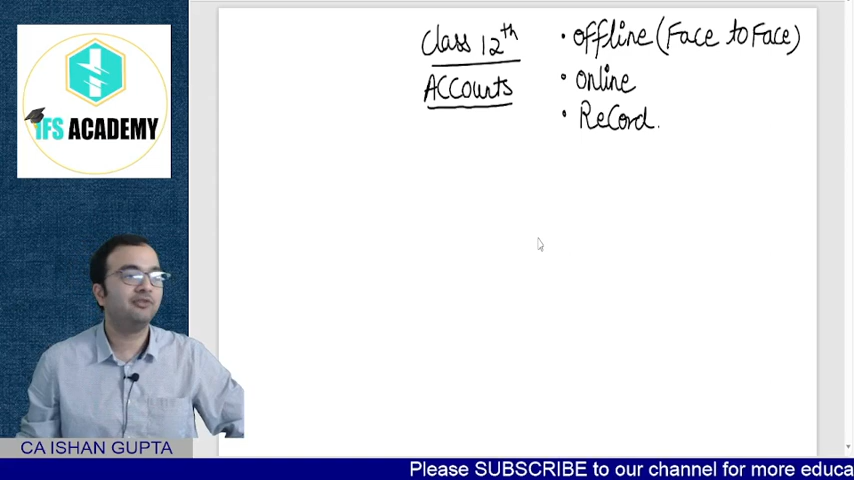 IFS ACADEMY
Class 12th
Accounts
• offline (Face to Face)
• online
• Record.
CA ISHAN GUPTA
Please SUBSCRIBE to our channel for more educa